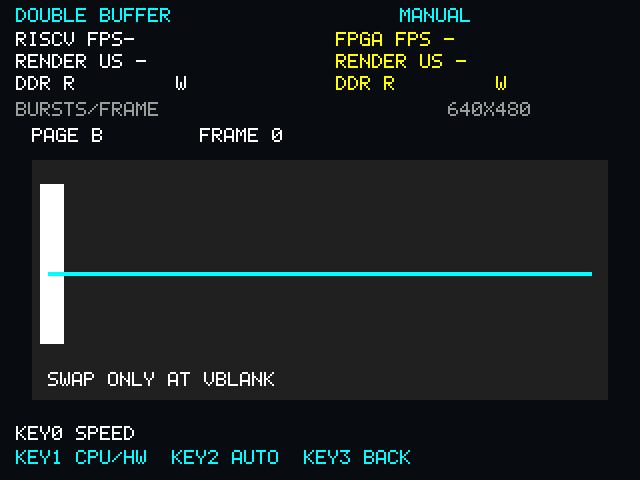 DOUBLE BUFFER MANUAL
RISCV FPS- FPGA FPS -
RENDER US - RENDER US -
DDR R W DDR R W
BURSTS/FRAME 640X480
PAGE B FRAME 0
SWAP ONLY AT VBLANK
KEY0 SPEED
KEY1 CPU/HW KEY2 AUTO KEY3 BACK